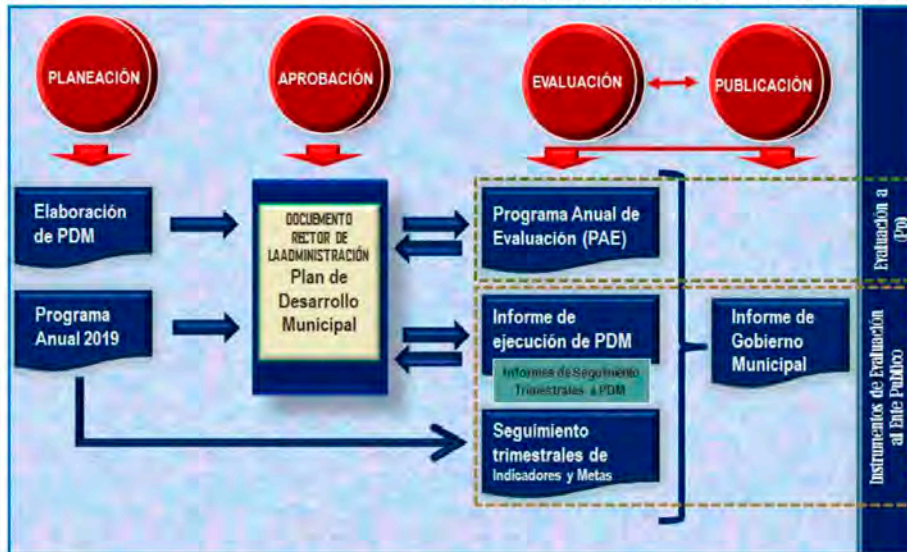 PLANEACIÓN
APROBACIÓN
EVALUACIÓN
PUBLICACIÓN
Elaboración
de PDM
Programa
Anual 2019
DOCUEMENTO
RECTOR DE
LAADMINISTRACIÓN
Plan de
Desarrollo
Municipal
Programa Anual de
Evaluación (PAE)
Informe de
ejecución de PDM
Informes de Seguimiento
Trimestrales a PDM
Seguimiento
trimestrales de
Indicadores y Metas
Informe de
Gobierno
Municipal
Evaluación a
(Pp)
Instrumentos de Evaluación
al Ente Publico